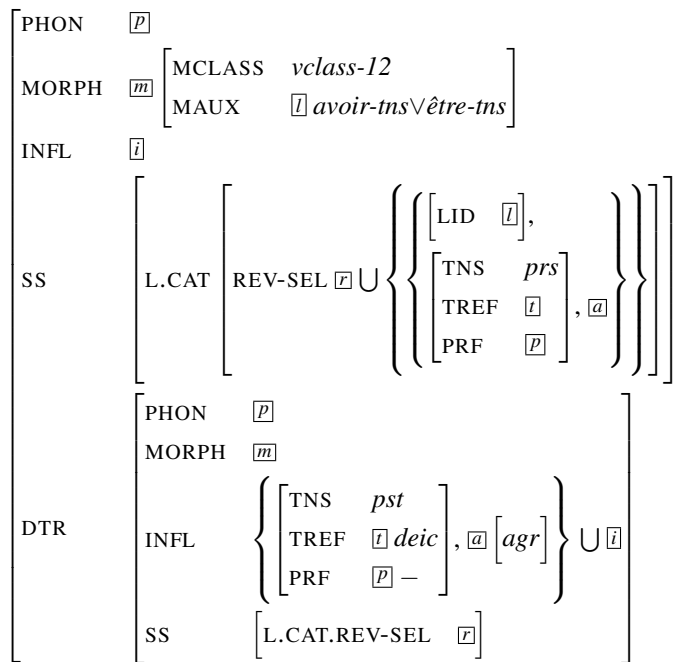 PHON p
MORPH m MCLASS vclass-12
MAUX l avoir-tns∨être-tns
INFL i
SS L.CAT REV-SEL r ∪ { { [LID l],
[TNS prs
TREF t
PRF p], a } }
DTR PHON p
MORPH m
INFL { [TNS pst
TREF t deic
PRF p −], a [agr] } ∪ i
SS [L.CAT.REV-SEL r]